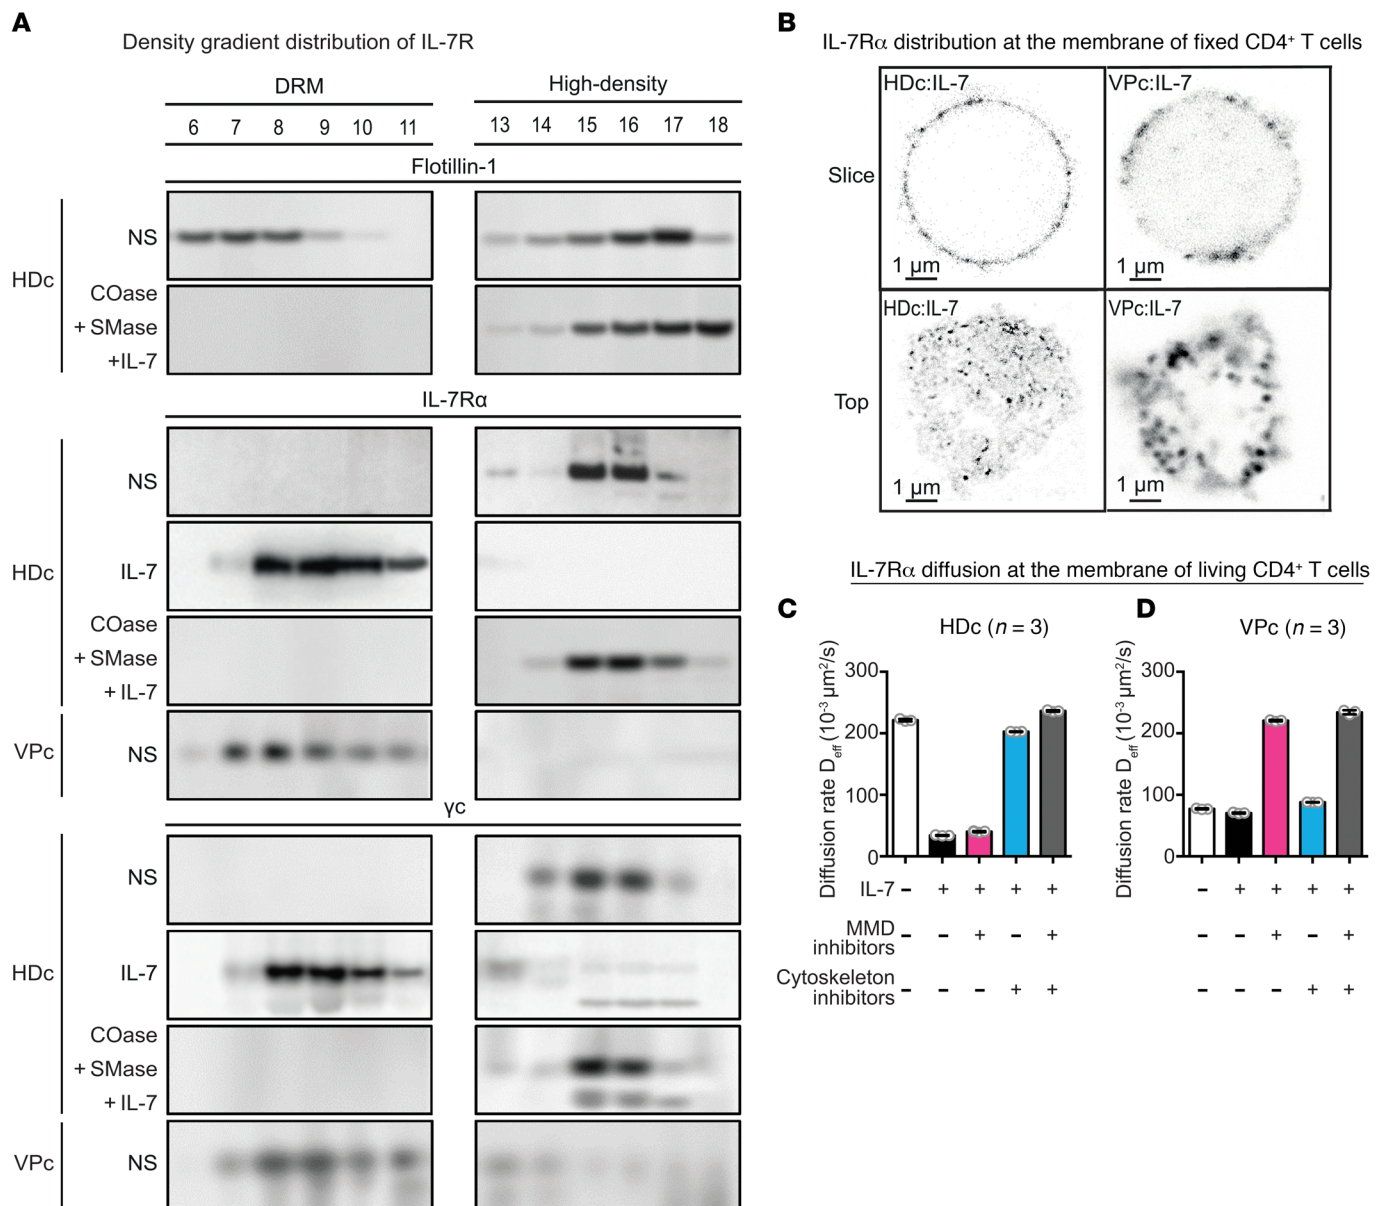 A
Density gradient distribution of IL-7R
DRM
High-density
6 7 8 9 10 11
13 14 15 16 17 18
Flotillin-1
HDc
NS
COase
+ SMase
+IL-7
IL-7Rα
HDc
NS
IL-7
COase
+ SMase
+ IL-7
VPc
NS
γc
HDc
NS
IL-7
COase
+ SMase
+ IL-7
VPc
NS
B
IL-7Rα distribution at the membrane of fixed CD4⁺ T cells
Slice
HDc:IL-7
1 μm
VPc:IL-7
1 μm
Top
HDc:IL-7
1 μm
VPc:IL-7
1 μm
IL-7Rα diffusion at the membrane of living CD4⁺ T cells
C
HDc (n = 3)
Diffusion rate Deff (10⁻³ μm²/s)
300
200
100
0
IL-7 – + + + +
MMD
inhibitors – – + – +
Cytoskeleton
inhibitors – – – + +
D
VPc (n = 3)
Diffusion rate Deff (10⁻³ μm²/s)
300
200
100
0
– + + + +
– – + – +
– – – + +